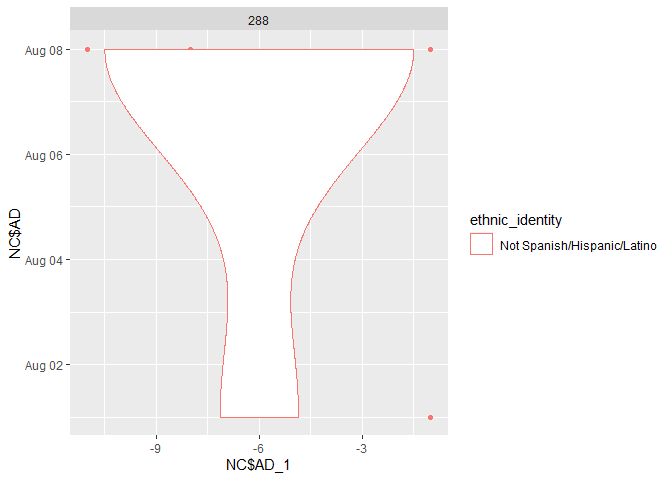 288
Aug 08
Aug 06
Aug 04
Aug 02
NC$AD
-9
-6
-3
NC$AD_1
ethnic_identity
Not Spanish/Hispanic/Latino